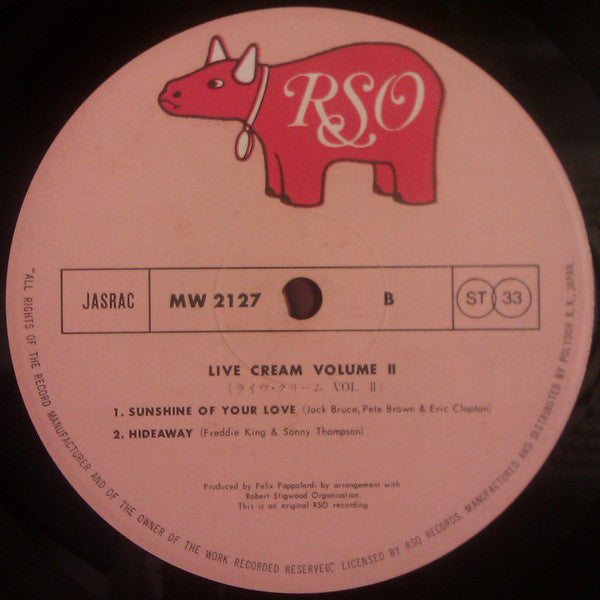 RSO
JASRAC
MW 2127
B
ST 33
LIVE CREAM VOLUME II
(ライヴ・クリーム VOL. II)
1. SUNSHINE OF YOUR LOVE (Jack Bruce, Pete Brown & Eric Clapton)
2. HIDEAWAY (Freddie King & Sonny Thompson)
Produced by Felix Pappalardi by arrangement with
Robert Stigwood Organisation.
This is an original RSO recording
"ALL RIGHTS OF THE RECORD MANUFACTURER AND OF THE OWNER OF THE WORK RECORDED RESERVED", LICENSED BY RSO RECORDS, MANUFACTURED AND DISTRIBUTED BY POLYDOR K. K., JAPAN.